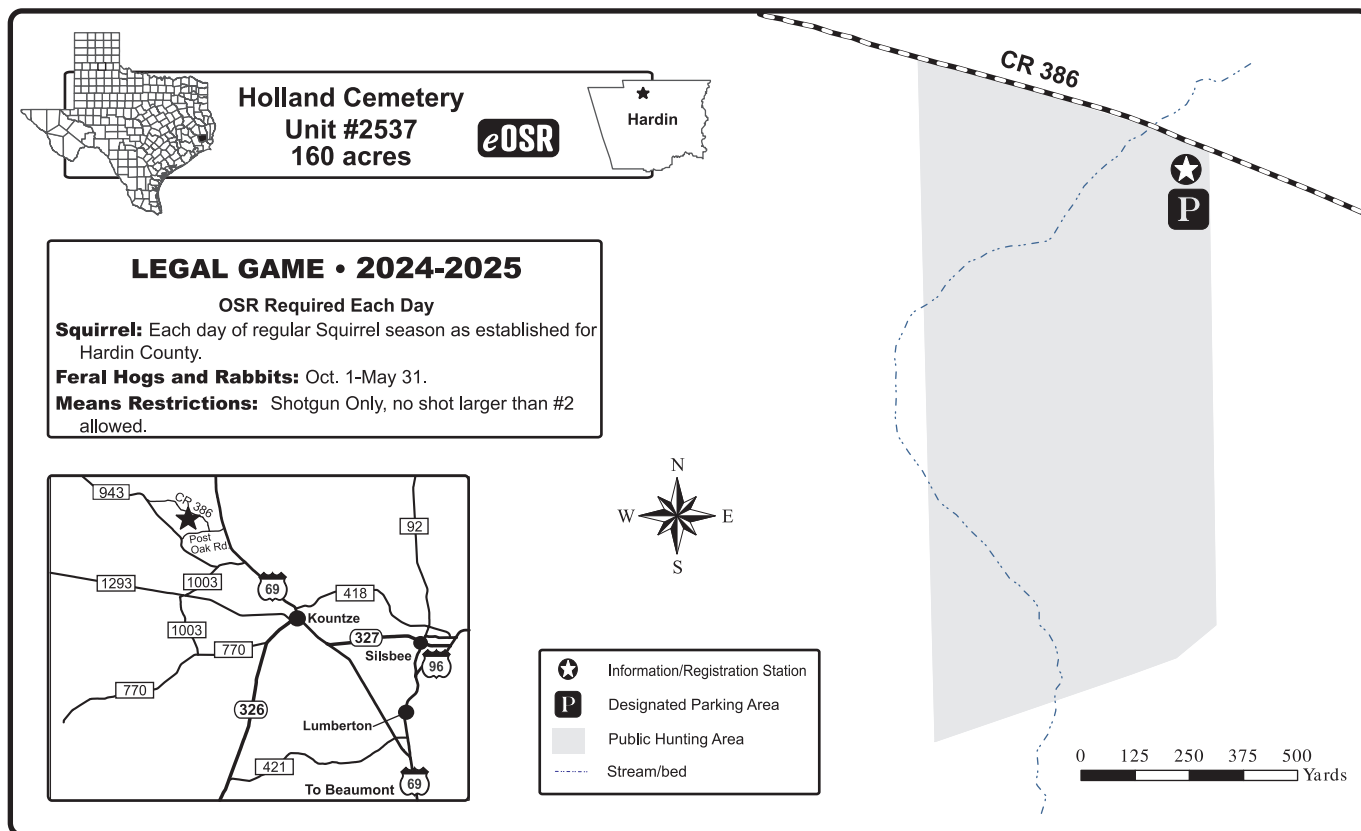 Holland Cemetery
Unit #2537
160 acres
eOSR
Hardin
CR 386
P
LEGAL GAME • 2024-2025
OSR Required Each Day
Squirrel: Each day of regular Squirrel season as established for
Hardin County.
Feral Hogs and Rabbits: Oct. 1-May 31.
Means Restrictions: Shotgun Only, no shot larger than #2
allowed.
943
CR 386
Post
Oak Rd.
92
1293
1003
69
418
Kountze
1003
770
327
Silsbee
96
770
326
Lumberton
421
69
To Beaumont
N
W E
S
Information/Registration Station
P Designated Parking Area
Public Hunting Area
Stream/bed
0 125 250 375 500
Yards